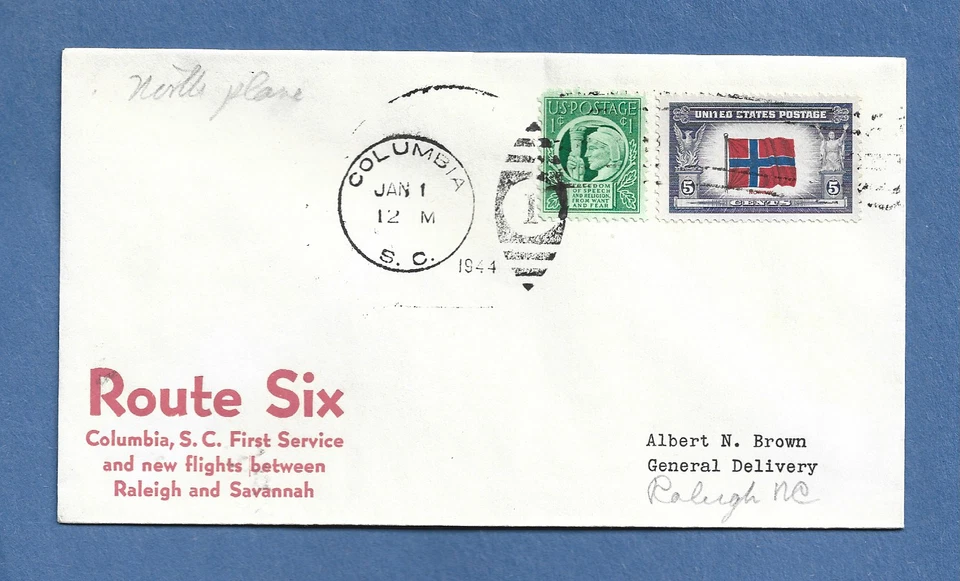 North plane
COLUMBIA
JAN 1
12 M
S. C.
1944
1
U.S. POSTAGE
1¢ ¢1
FREEDOM
OF SPEECH
AND RELIGION,
FROM WANT
AND FEAR
UNITED STATES POSTAGE
5 5
CENTS
Route Six
Columbia, S. C. First Service
and new flights between
Raleigh and Savannah
Albert N. Brown
General Delivery
Raleigh NC